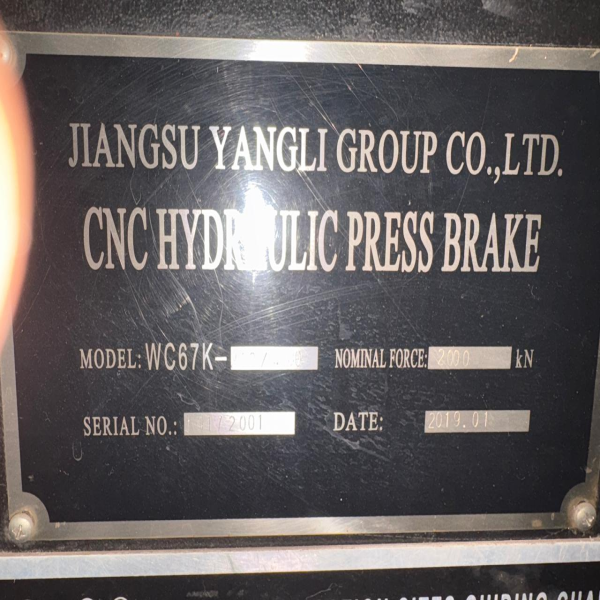 JIANGSU YANGLI GROUP CO.,LTD.
CNC HYDRAULIC PRESS BRAKE
MODEL: WC67K-
NOMINAL FORCE: 2000 kN
SERIAL NO.:
DATE: 2019.01